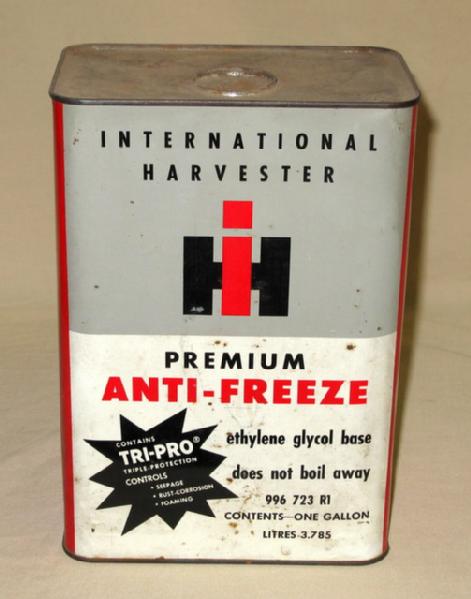 INTERNATIONAL
HARVESTER
IH
PREMIUM
ANTI-FREEZE
CONTAINS
TRI-PRO®
TRIPLE-PROTECTION
CONTROLS
• SEEPAGE
• RUST-CORROSION
• FOAMING
ethylene glycol base
does not boil away
996 723 R1
CONTENTS—ONE GALLON
LITRES-3.785